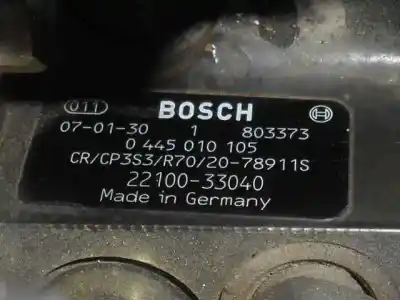 011 BOSCH
07-01-30 1 803373
0 445 010 105
CR/CP3S3/R70/20-78911S
22100-33040
Made in Germany